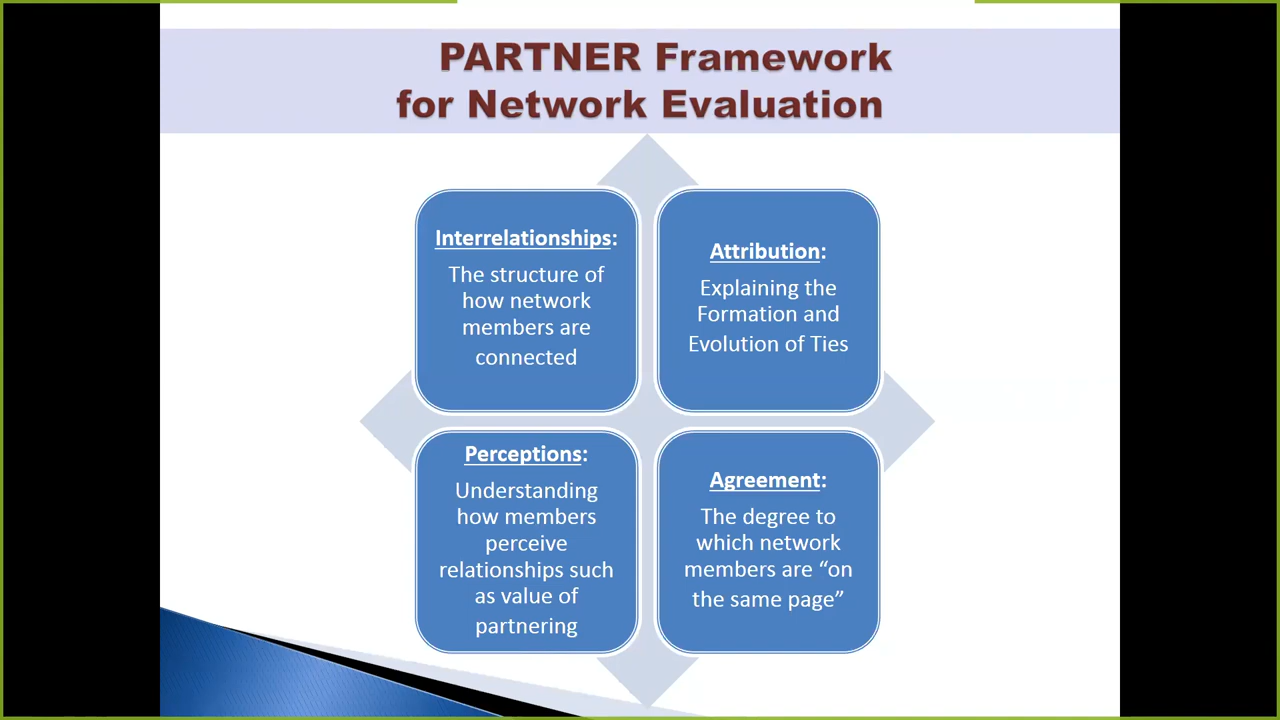 PARTNER Framework
for Network Evaluation
Interrelationships:
The structure of
how network
members are
connected
Attribution:
Explaining the
Formation and
Evolution of Ties
Perceptions:
Understanding
how members
perceive
relationships such
as value of
partnering
Agreement:
The degree to
which network
members are “on
the same page”